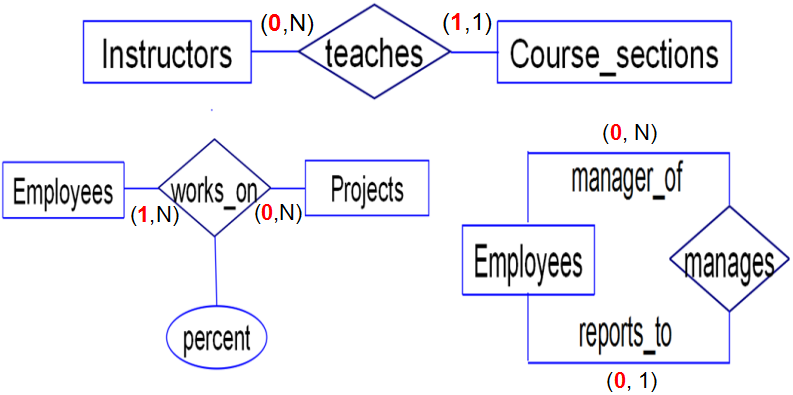 (0,N) (1,1)
Instructors teaches Course_sections
Employees works_on Projects
(1,N) (0,N)
percent
(0, N)
manager_of
Employees manages
reports_to
(0, 1)